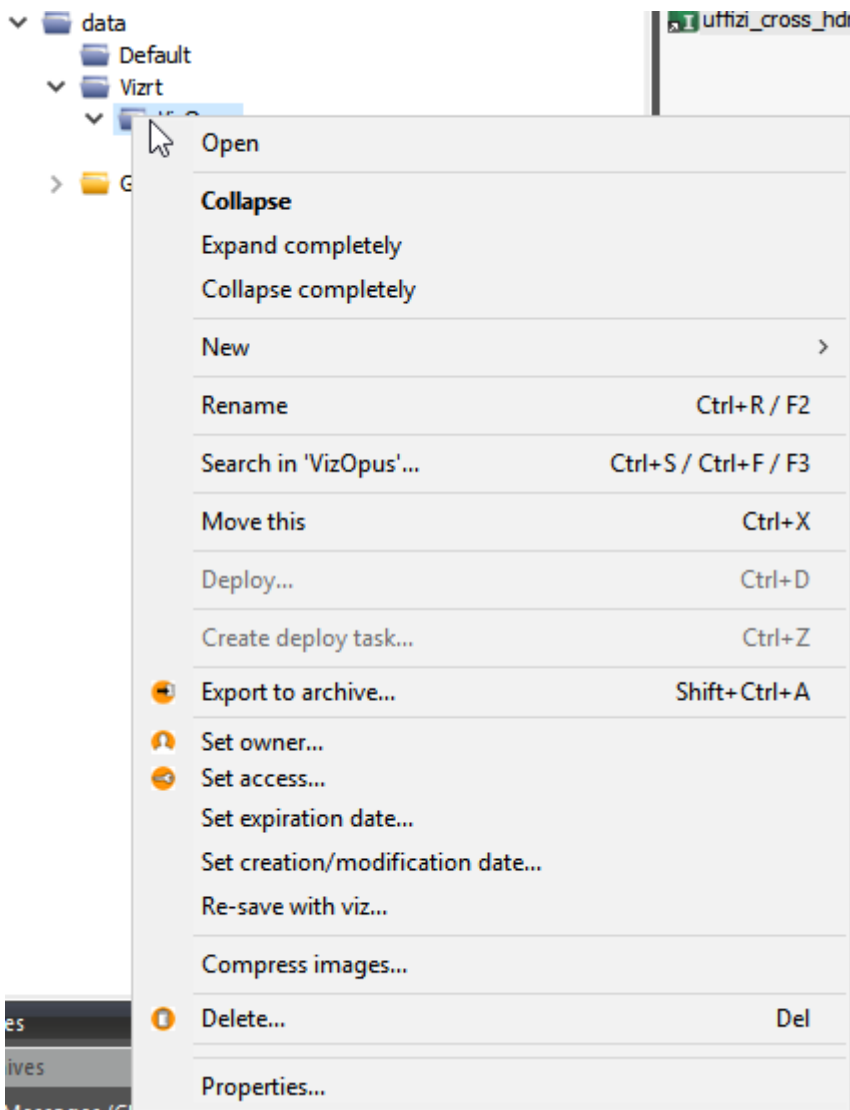 data
uffizi_cross_hdr
Default
Vizrt
Open
G
Collapse
Expand completely
Collapse completely
New
Rename Ctrl+R / F2
Search in 'VizOpus'... Ctrl+S / Ctrl+F / F3
Move this Ctrl+X
Deploy... Ctrl+D
Create deploy task... Ctrl+Z
Export to archive... Shift+Ctrl+A
Set owner...
Set access...
Set expiration date...
Set creation/modification date...
Re-save with viz...
Compress images...
es
Delete... Del
ives
Properties...